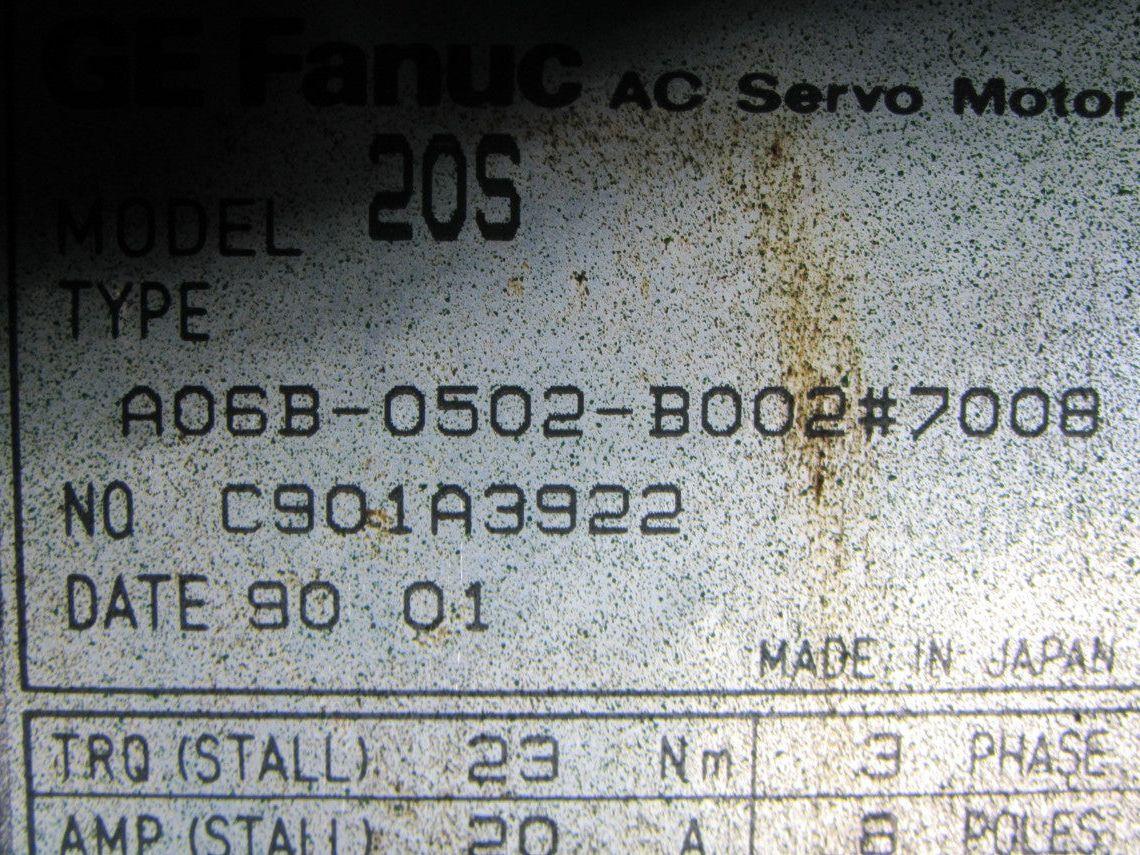 GE Fanuc AC Servo Motor
MODEL 20S
TYPE
A06B-0502-B002#7008
NO C901A3922
DATE 90 01
MADE IN JAPAN
TRQ (STALL) 23 Nm 3 PHASE
AMP (STALL) 20 A 8 POLES